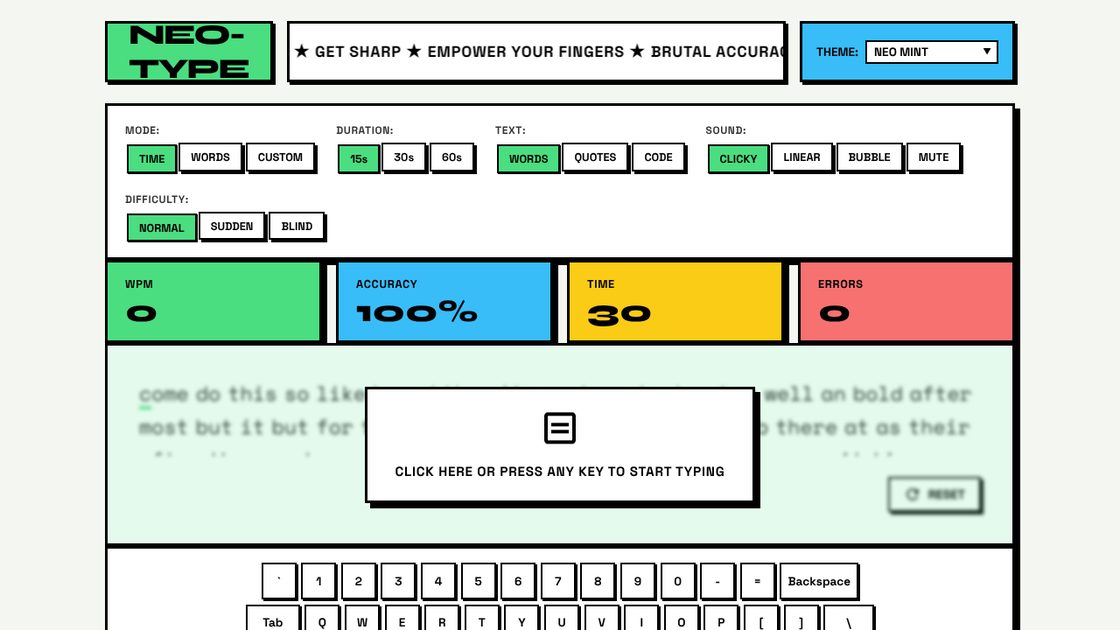 NEO-
TYPE
★ GET SHARP ★ EMPOWER YOUR FINGERS ★ BRUTAL
THEME: NEO MINT
MODE:
TIME WORDS CUSTOM
DURATION:
15s 30s 60s
TEXT:
WORDS QUOTES CODE
SOUND:
CLICKY LINEAR BUBBLE MUTE
DIFFICULTY:
NORMAL SUDDEN BLIND
WPM
0
ACCURACY
100%
TIME
30
ERRORS
0
come do this so like well an bold after
most but it but for there at as their
CLICK HERE OR PRESS ANY KEY TO START TYPING
RESET
` 1 2 3 4 5 6 7 8 9 0 - = Backspace
Tab Q W E R T Y U V I O P [ ] \